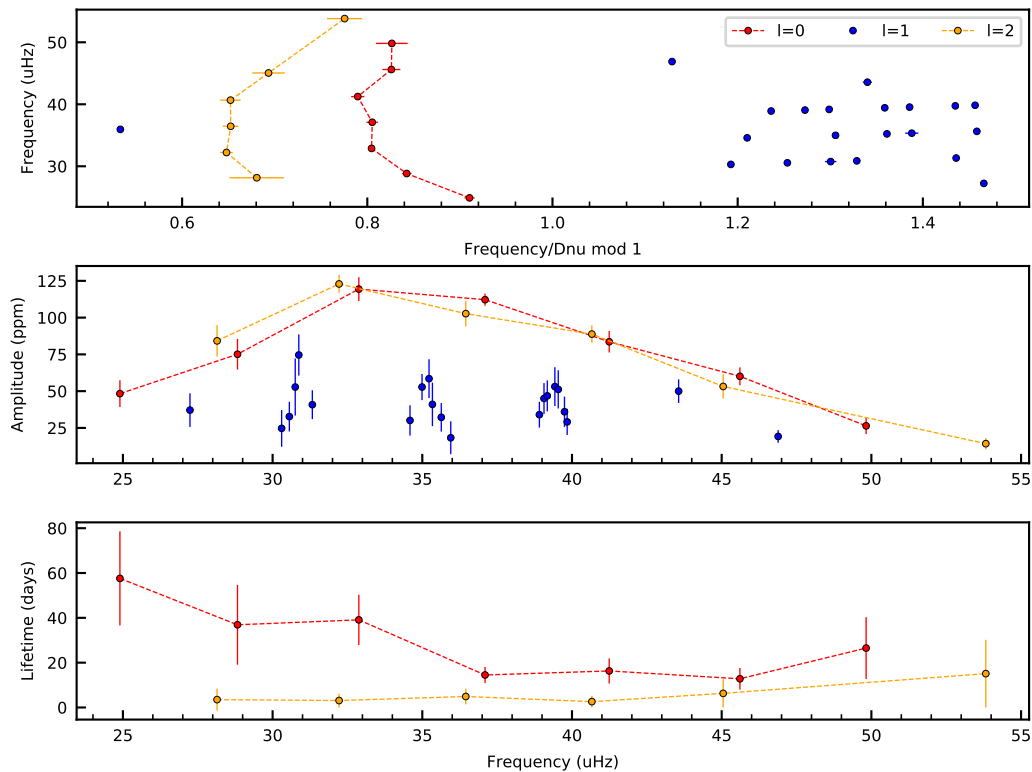 l=0 l=1 l=2
Frequency (uHz)
50
40
30
0.6 0.8 1.0 1.2 1.4
Frequency/Dnu mod 1
Amplitude (ppm)
125
100
75
50
25
25 30 35 40 45 50 55
Lifetime (days)
80
60
40
20
0
25 30 35 40 45 50 55
Frequency (uHz)